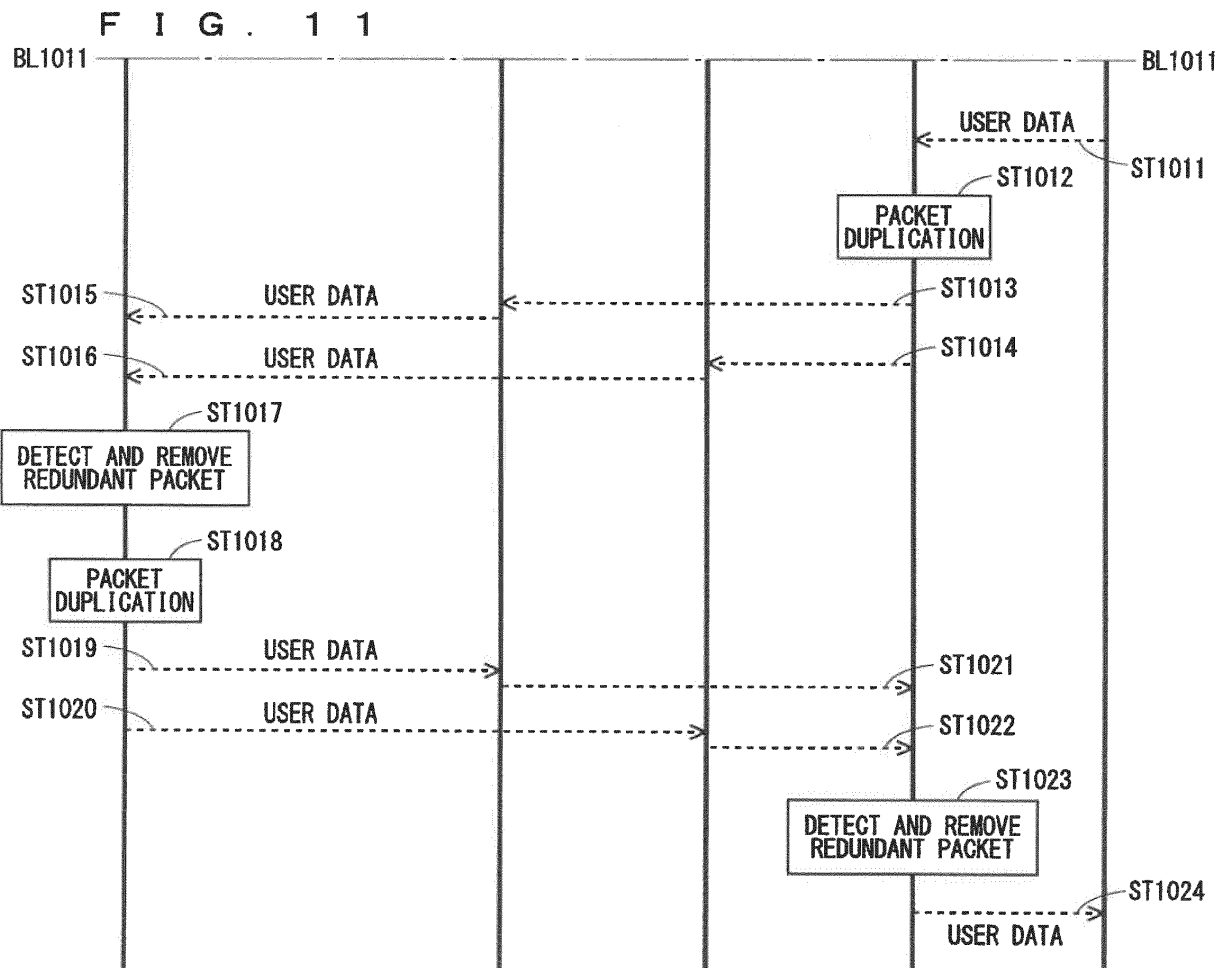 FIG. 11
BL1011
BL1011
USER DATA
ST1011
ST1012
PACKET
DUPLICATION
ST1015
USER DATA
ST1013
ST1016
USER DATA
ST1014
ST1017
DETECT AND REMOVE
REDUNDANT PACKET
ST1018
PACKET
DUPLICATION
ST1019
USER DATA
ST1021
ST1020
USER DATA
ST1022
ST1023
DETECT AND REMOVE
REDUNDANT PACKET
ST1024
USER DATA